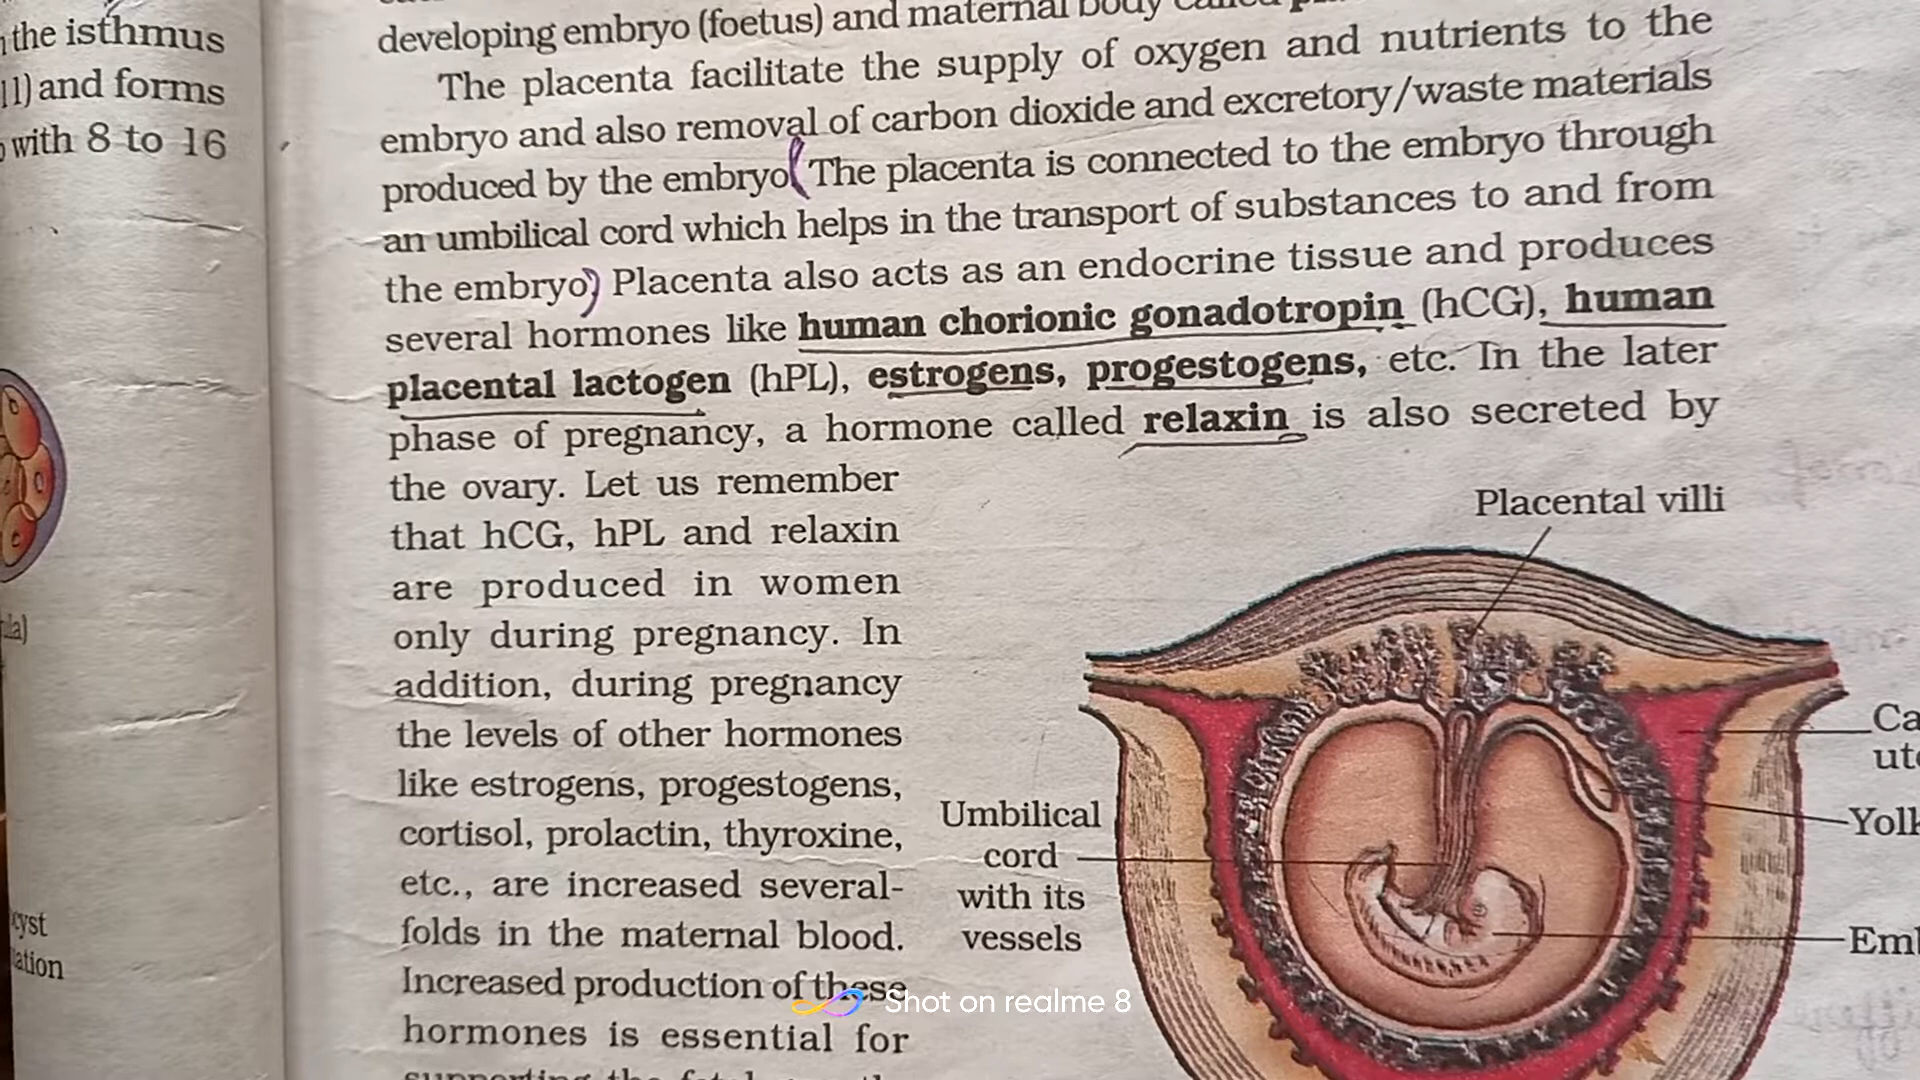 the isthmus
11) and forms
with 8 to 16
developing embryo (foetus) and maternal body called
The placenta facilitate the supply of oxygen and nutrients to the
embryo and also removal of carbon dioxide and excretory/waste materials
produced by the embryo. The placenta is connected to the embryo through
an umbilical cord which helps in the transport of substances to and from
the embryo. Placenta also acts as an endocrine tissue and produces
several hormones like human chorionic gonadotropin (hCG), human
placental lactogen (hPL), estrogens, progestogens, etc. In the later
phase of pregnancy, a hormone called relaxin is also secreted by
the ovary. Let us remember
that hCG, hPL and relaxin
are produced in women
only during pregnancy. In
addition, during pregnancy
the levels of other hormones
like estrogens, progestogens,
cortisol, prolactin, thyroxine,
etc., are increased several-
folds in the maternal blood.
Increased production of these
hormones is essential for
Placental villi
Umbilical
cord
with its
vessels
Shot on realme 8